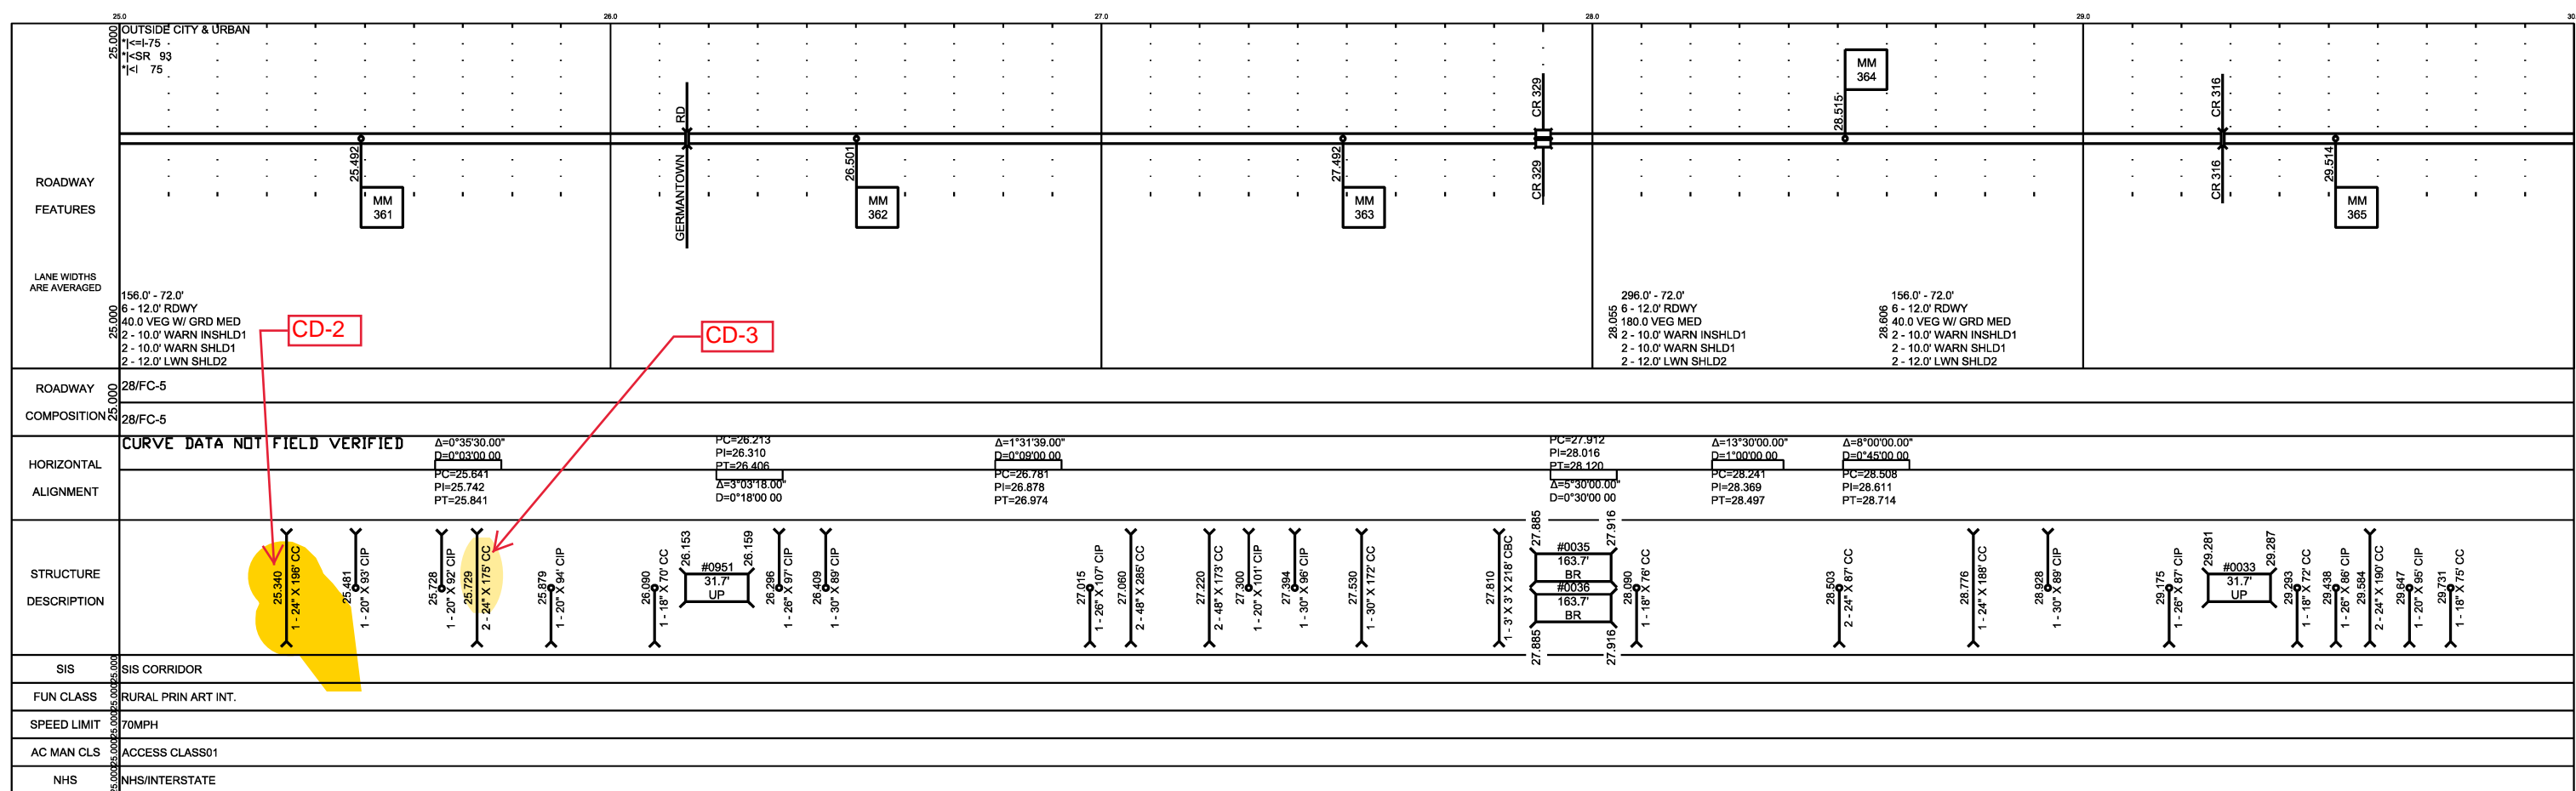 25.0
26.0
27.0
28.0
29.0
30.
25.000
OUTSIDE CITY & URBAN
*|<=I-75
*|<SR 93
*|<I 75
ROADWAY
FEATURES
25.492
MM
361
GERMANTOWN RD
26.501
MM
362
27.492
MM
363
CR 329
CR 329
28.515
MM
364
CR 316
CR 316
29.514
MM
365
LANE WIDTHS
ARE AVERAGED
25.000
156.0' - 72.0'
6 - 12.0' RDWY
40.0 VEG W/ GRD MED
2 - 10.0' WARN INSHLD1
2 - 10.0' WARN SHLD1
2 - 12.0' LWN SHLD2
CD-2
CD-3
28.055
296.0' - 72.0'
6 - 12.0' RDWY
180.0 VEG MED
2 - 10.0' WARN INSHLD1
2 - 10.0' WARN SHLD1
2 - 12.0' LWN SHLD2
28.606
156.0' - 72.0'
6 - 12.0' RDWY
40.0 VEG W/ GRD MED
2 - 10.0' WARN INSHLD1
2 - 10.0' WARN SHLD1
2 - 12.0' LWN SHLD2
ROADWAY
COMPOSITION
25.000
28/FC-5
28/FC-5
HORIZONTAL
ALIGNMENT
CURVE DATA NOT FIELD VERIFIED
Δ=0°35'30.00"
D=0°03'00 00
PC=25.641
PI=25.742
PT=25.841
PC=26.213
PI=26.310
PT=26.406
Δ=3°03'18.00"
D=0°18'00 00
Δ=1°31'39.00"
D=0°09'00 00
PC=26.781
PI=26.878
PT=26.974
PC=27.912
PI=28.016
PT=28.120
Δ=5°30'00.00"
D=0°30'00 00
Δ=13°30'00.00"
D=1°00'00 00
PC=28.241
PI=28.369
PT=28.497
Δ=8°00'00.00"
D=0°45'00 00
PC=28.508
PI=28.611
PT=28.714
STRUCTURE
DESCRIPTION
25.340
1 - 24" X 196' CC
25.481
1 - 20" X 93' CIP
25.728
1 - 20" X 92' CIP
25.729
2 - 24" X 175' CC
25.879
1 - 20" X 94' CIP
26.090
1 - 18" X 70' CC
26.153
#0951
31.7'
UP
26.159
26.296
1 - 26" X 97' CIP
26.409
1 - 30" X 89' CIP
27.015
1 - 26" X 107' CIP
27.060
2 - 48" X 285' CC
27.220
2 - 48" X 173' CC
27.300
1 - 20" X 101' CIP
27.394
1 - 30" X 96' CIP
27.530
1 - 30" X 172' CC
27.810
1 - 3' X 3' X 218' CBC
27.885
27.916
#0035
163.7'
BR
#0036
163.7'
BR
27.885
27.916
28.090
1 - 18" X 76' CC
28.503
2 - 24" X 87' CC
28.776
1 - 24" X 188' CC
28.928
1 - 30" X 89' CIP
29.175
1 - 26" X 87' CIP
29.281
#0033
31.7'
UP
29.287
29.293
1 - 18" X 72' CC
29.438
1 - 26" X 86' CIP
29.584
2 - 24" X 190' CC
29.647
1 - 20" X 95' CIP
29.731
1 - 18" X 75' CC
SIS
25.000
SIS CORRIDOR
FUN CLASS
25.000
RURAL PRIN ART INT.
SPEED LIMIT
25.000
70MPH
AC MAN CLS
25.000
ACCESS CLASS01
NHS
25.000
NHS/INTERSTATE